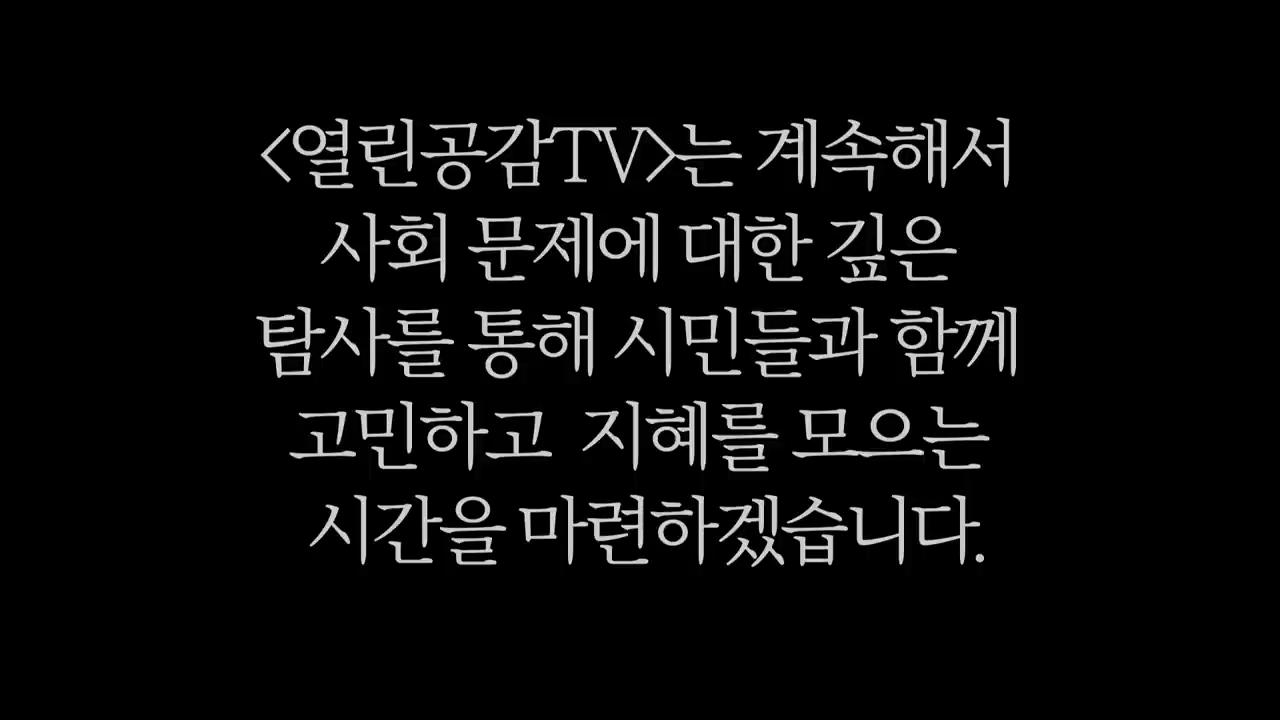 <열린공감TV>는 계속해서
사회 문제에 대한 깊은
탐사를 통해 시민들과 함께
고민하고 지혜를 모으는
시간을 마련하겠습니다.